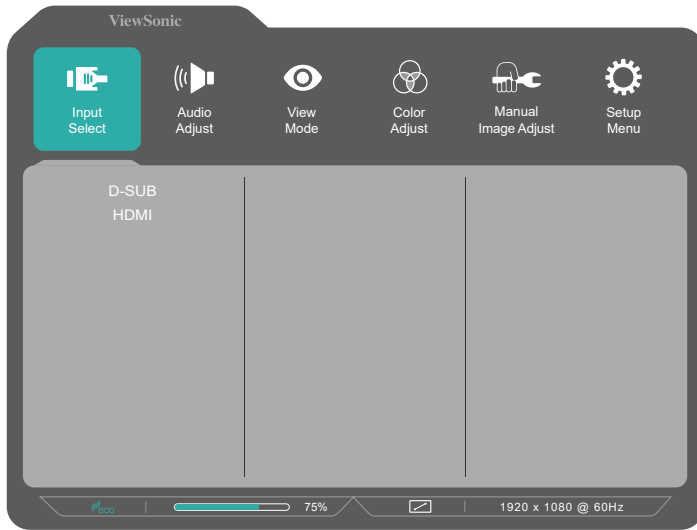 ViewSonic
Input
Select
Audio
Adjust
View
Mode
Color
Adjust
Manual
Image Adjust
Setup
Menu
D-SUB
HDMI
eco
75%
1920 x 1080 @ 60Hz